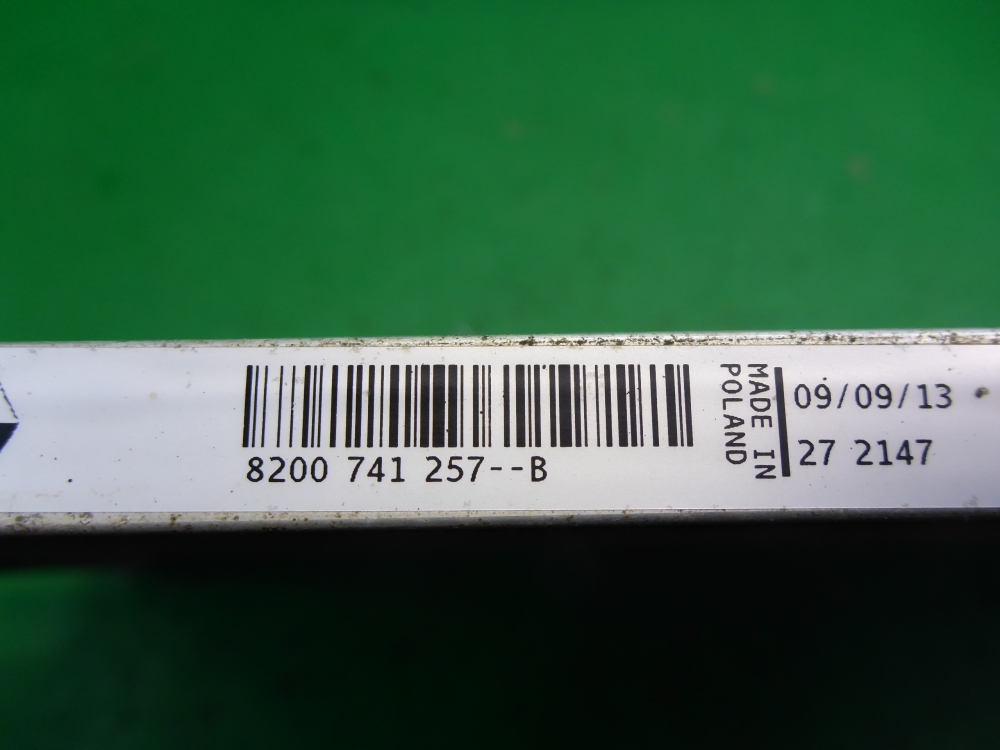 8200 741 257--B
MADE IN
POLAND
09/09/13
27 2147